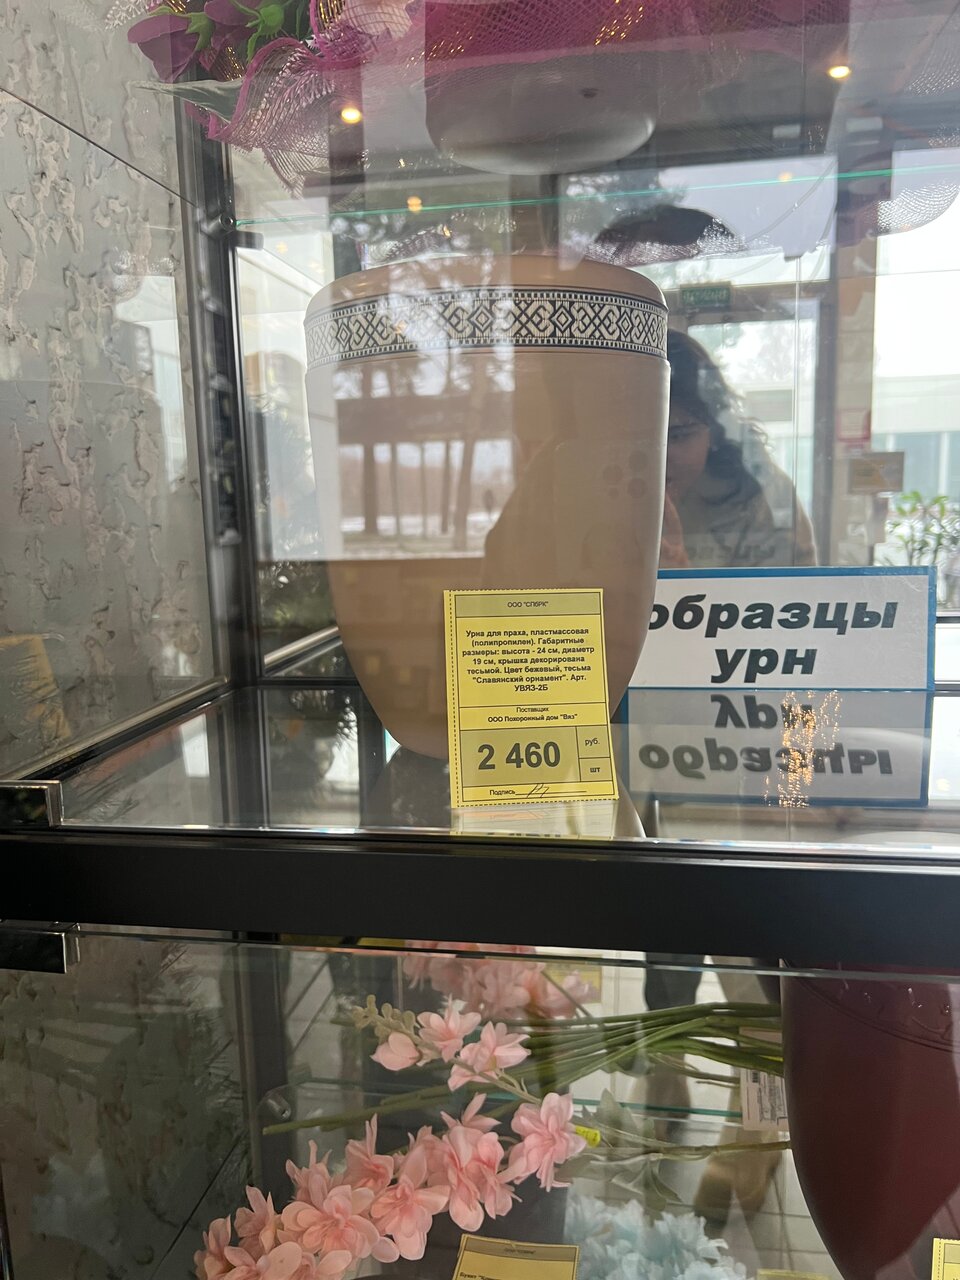 ООО "СПбРК"
Урна для праха, пластмассовая
(полипропилен). Габаритные
размеры: высота - 24 см, диаметр
19 см, крышка декорирована
тесьмой. Цвет бежевый, тесьма
"Славянский орнамент". Арт.
УВЯЗ-2Б
Поставщик
ООО Похоронный дом "Вяз"
2 460
руб.
шт
Подпись
образцы
урн